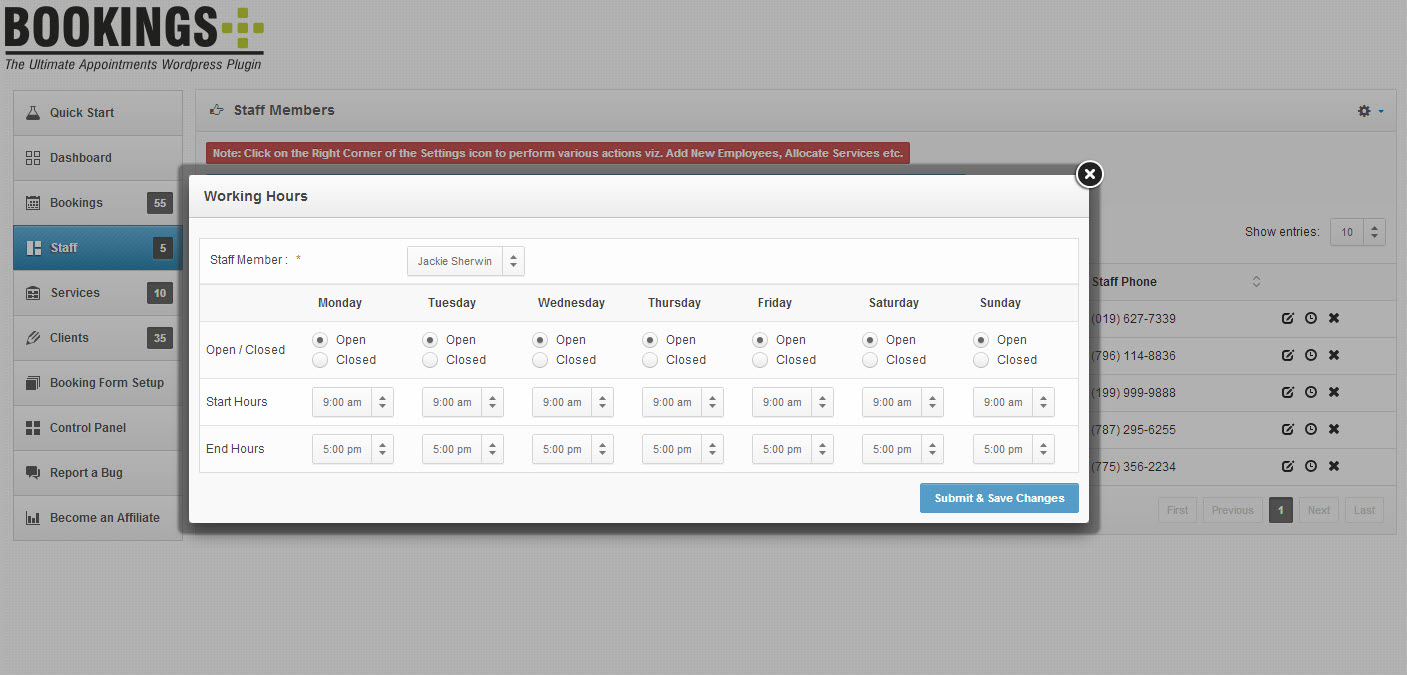 BOOKINGS
The Ultimate Appointments Wordpress Plugin
Quick Start
Dashboard
Bookings 55
Staff 5
Services 10
Clients 35
Booking Form Setup
Control Panel
Report a Bug
Become an Affiliate
Staff Members
Note: Click on the Right Corner of the Settings icon to perform various actions viz. Add New Employees, Allocate Services etc.
Working Hours
Staff Member : * Jackie Sherwin
Monday Tuesday Wednesday Thursday Friday Saturday Sunday
Open / Closed
Open Open Open Open Open Open Open
Closed Closed Closed Closed Closed Closed Closed
Start Hours 9:00 am 9:00 am 9:00 am 9:00 am 9:00 am 9:00 am 9:00 am
End Hours 5:00 pm 5:00 pm 5:00 pm 5:00 pm 5:00 pm 5:00 pm 5:00 pm
Submit & Save Changes
Show entries: 10
Staff Phone
(019) 627-7339
(796) 114-8836
(199) 999-9888
(787) 295-6255
(775) 356-2234
First Previous 1 Next Last